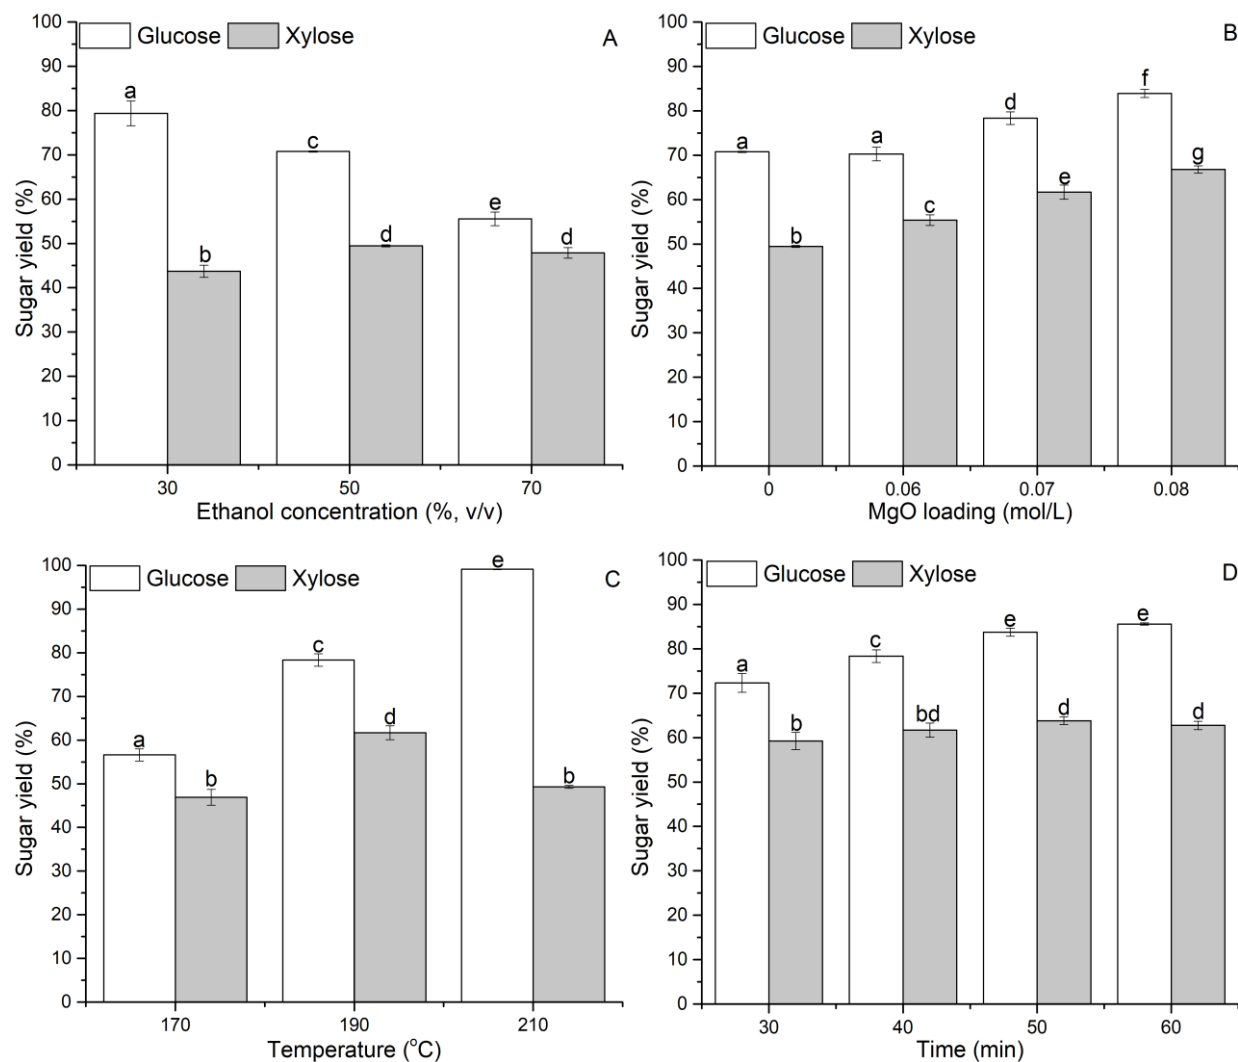 Glucose Xylose A
Sugar yield (%)
100
90
80
70
60
50
40
30
20
10
0
a
b
c
d
e
d
30 50 70
Ethanol concentration (%, v/v)
Glucose Xylose B
Sugar yield (%)
100
90
80
70
60
50
40
30
20
10
0
a
b
a
c
d
e
f
g
0 0.06 0.07 0.08
MgO loading (mol/L)
Glucose Xylose C
Sugar yield (%)
100
90
80
70
60
50
40
30
20
10
0
a
b
c
d
e
b
170 190 210
Temperature (°C)
Glucose Xylose D
Sugar yield (%)
100
90
80
70
60
50
40
30
20
10
0
a
b
c
bd
e
d
e
d
30 40 50 60
Time (min)